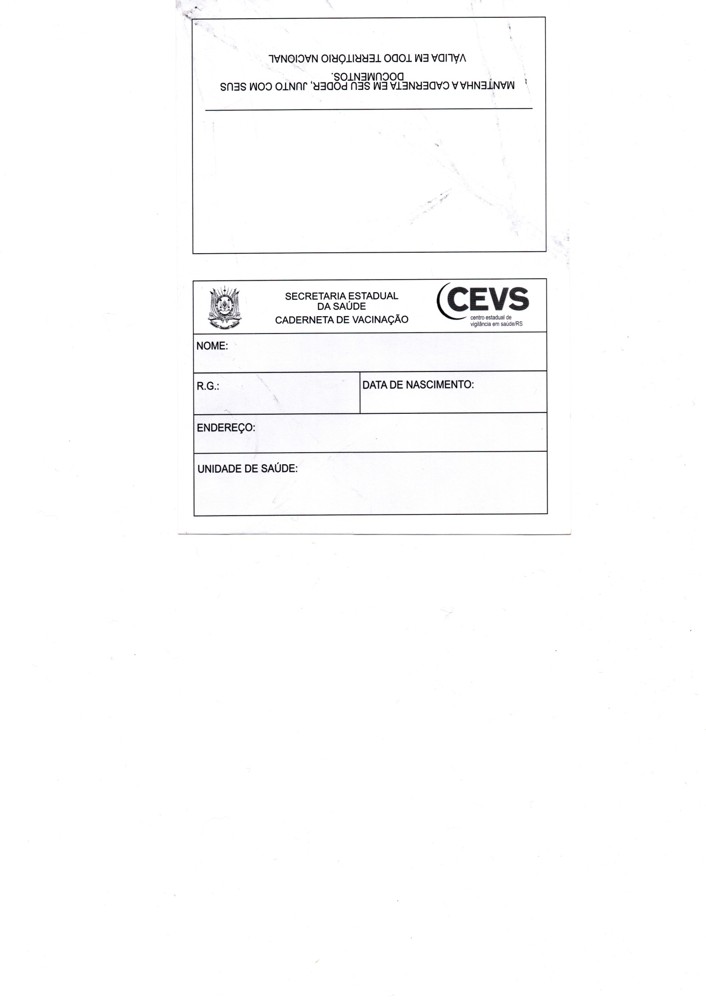 MANTENHA A CADERNETA EM SEU PODER, JUNTO COM SEUS
DOCUMENTOS.
VÁLIDA EM TODO TERRITÓRIO NACIONAL
SECRETARIA ESTADUAL
DA SAÚDE
CADERNETA DE VACINAÇÃO
CEVS
centro estadual de
vigilância em saúde/RS
NOME:
R.G.:
DATA DE NASCIMENTO:
ENDEREÇO:
UNIDADE DE SAÚDE: